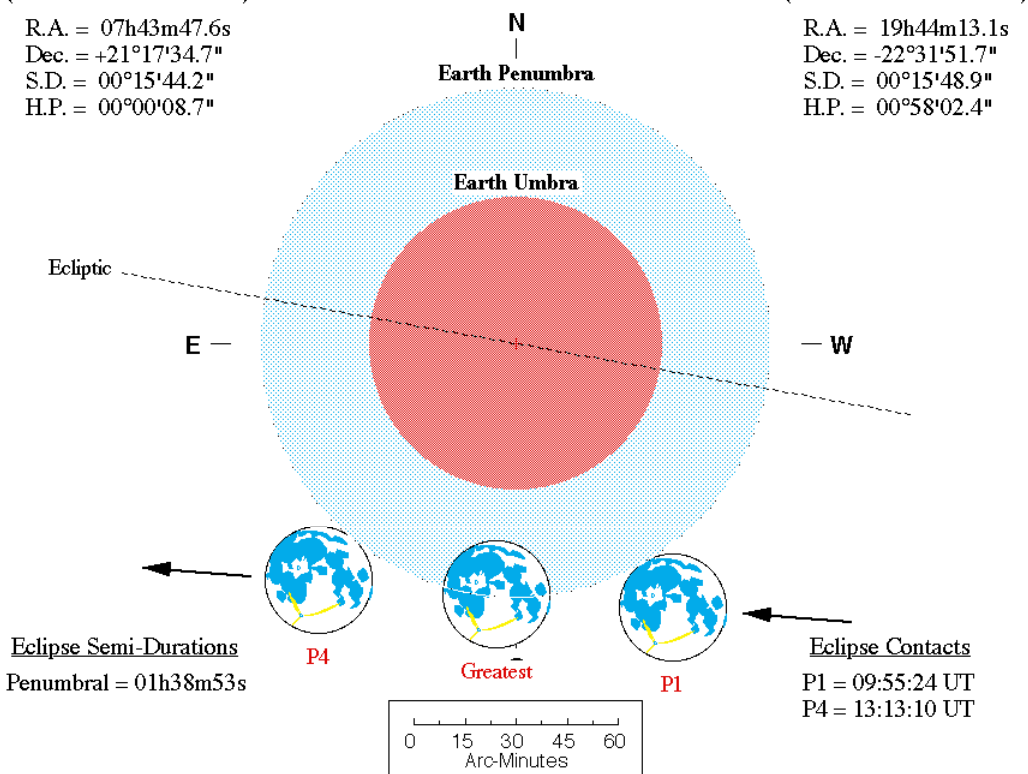 R.A. = 07h43m47.6s
Dec. = +21°17'34.7"
S.D. = 00°15'44.2"
H.P. = 00°00'08.7"
N
R.A. = 19h44m13.1s
Dec. = -22°31'51.7"
S.D. = 00°15'48.9"
H.P. = 00°58'02.4"
Earth Penumbra
Earth Umbra
Ecliptic
E
W
P4
Greatest
P1
Eclipse Semi-Durations
Penumbral = 01h38m53s
Eclipse Contacts
P1 = 09:55:24 UT
P4 = 13:13:10 UT
0 15 30 45 60
Arc-Minutes